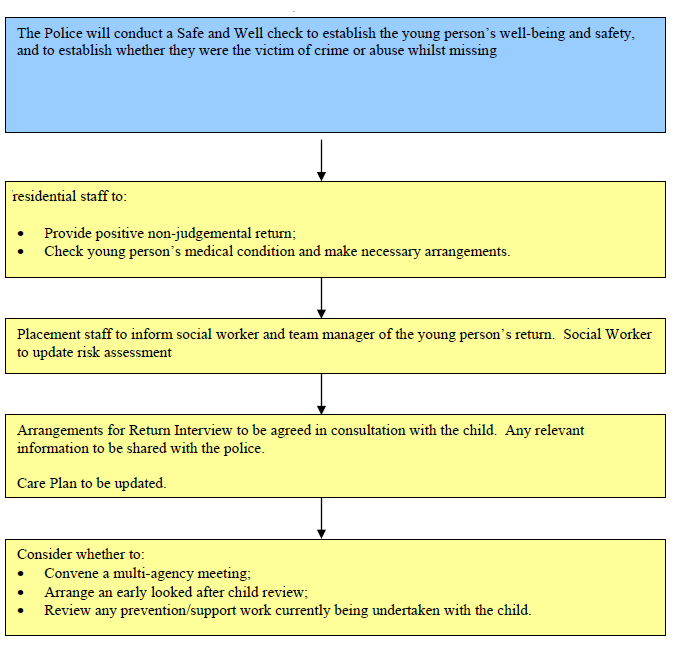 The Police will conduct a Safe and Well check to establish the young person’s well-being and safety,
and to establish whether they were the victim of crime or abuse whilst missing
residential staff to:
• Provide positive non-judgemental return;
• Check young person’s medical condition and make necessary arrangements.
Placement staff to inform social worker and team manager of the young person’s return. Social Worker
to update risk assessment
Arrangements for Return Interview to be agreed in consultation with the child. Any relevant
information to be shared with the police.
Care Plan to be updated.
Consider whether to:
• Convene a multi-agency meeting;
• Arrange an early looked after child review;
• Review any prevention/support work currently being undertaken with the child.